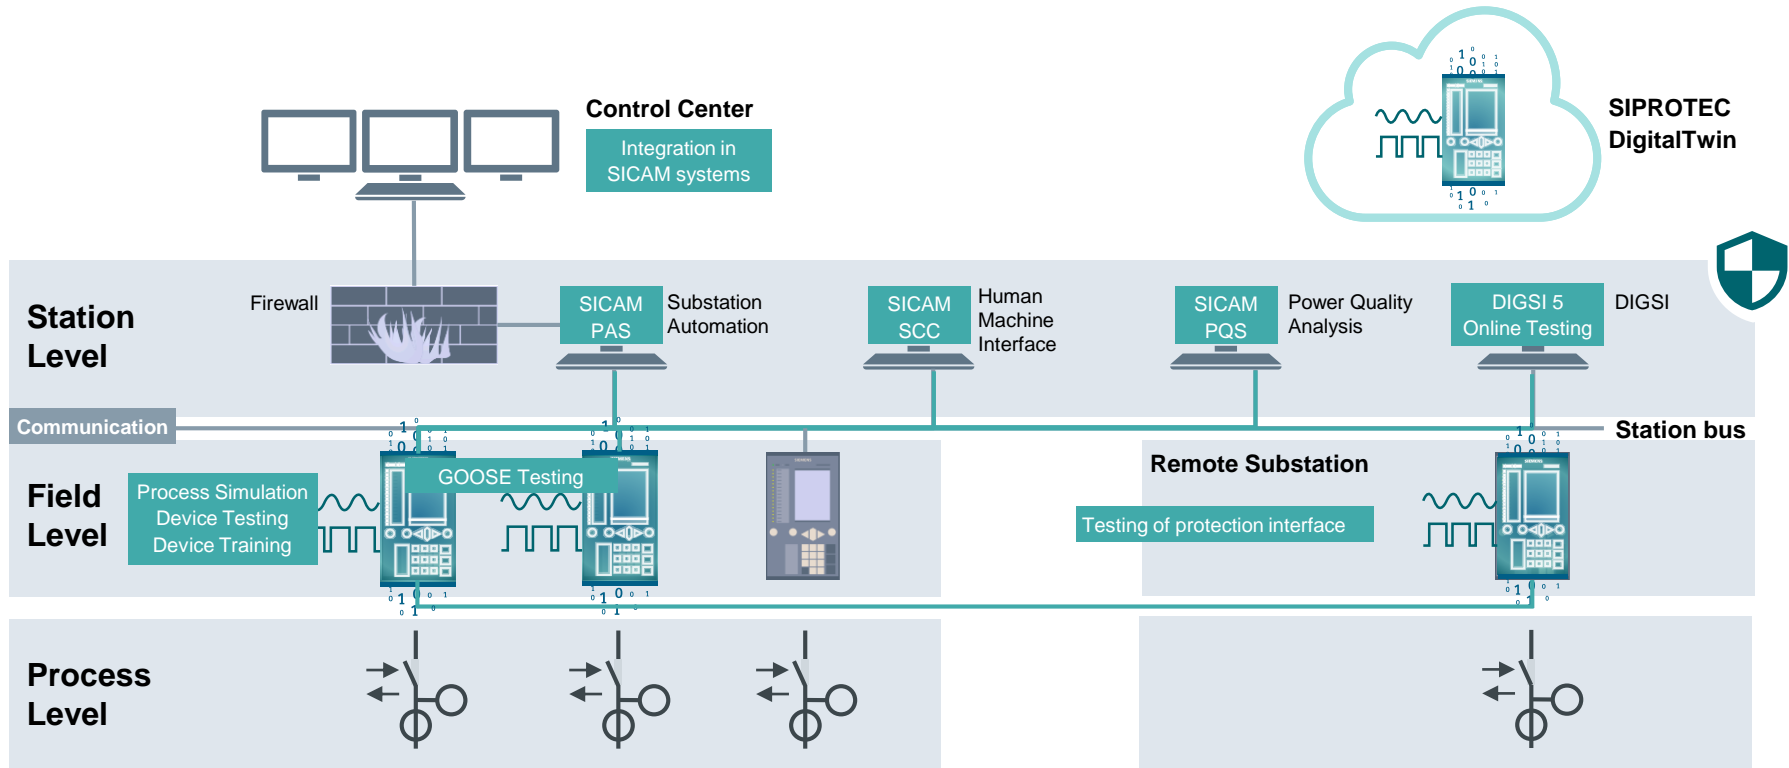 Control Center
Integration in
SICAM systems
SIPROTEC
DigitalTwin
Station
Level
Firewall
SICAM
PAS
Substation
Automation
SICAM
SCC
Human
Machine
Interface
SICAM
PQS
Power Quality
Analysis
DIGSI 5
Online Testing
DIGSI
Communication
Station bus
Field
Level
Process Simulation
Device Testing
Device Training
GOOSE Testing
Remote Substation
Testing of protection interface
Process
Level